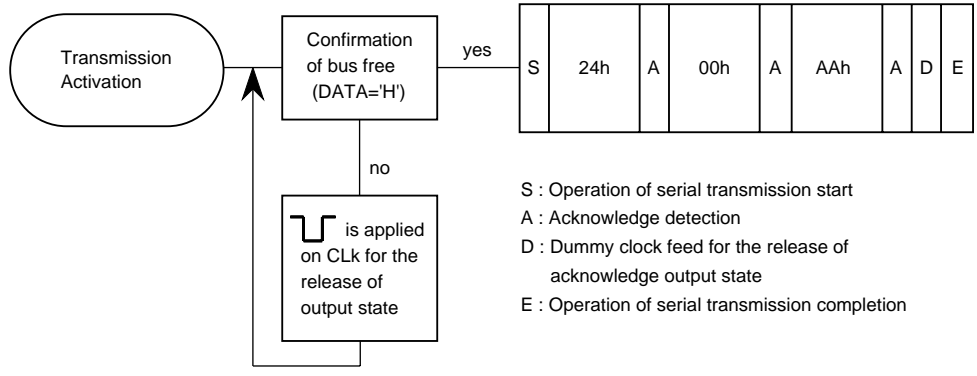 Transmission
Activation
Confirmation
of bus free
(DATA='H')
yes
S 24h A 00h A AAh A D E
no
is applied
on CLk for the
release of
output state
S : Operation of serial transmission start
A : Acknowledge detection
D : Dummy clock feed for the release of
acknowledge output state
E : Operation of serial transmission completion